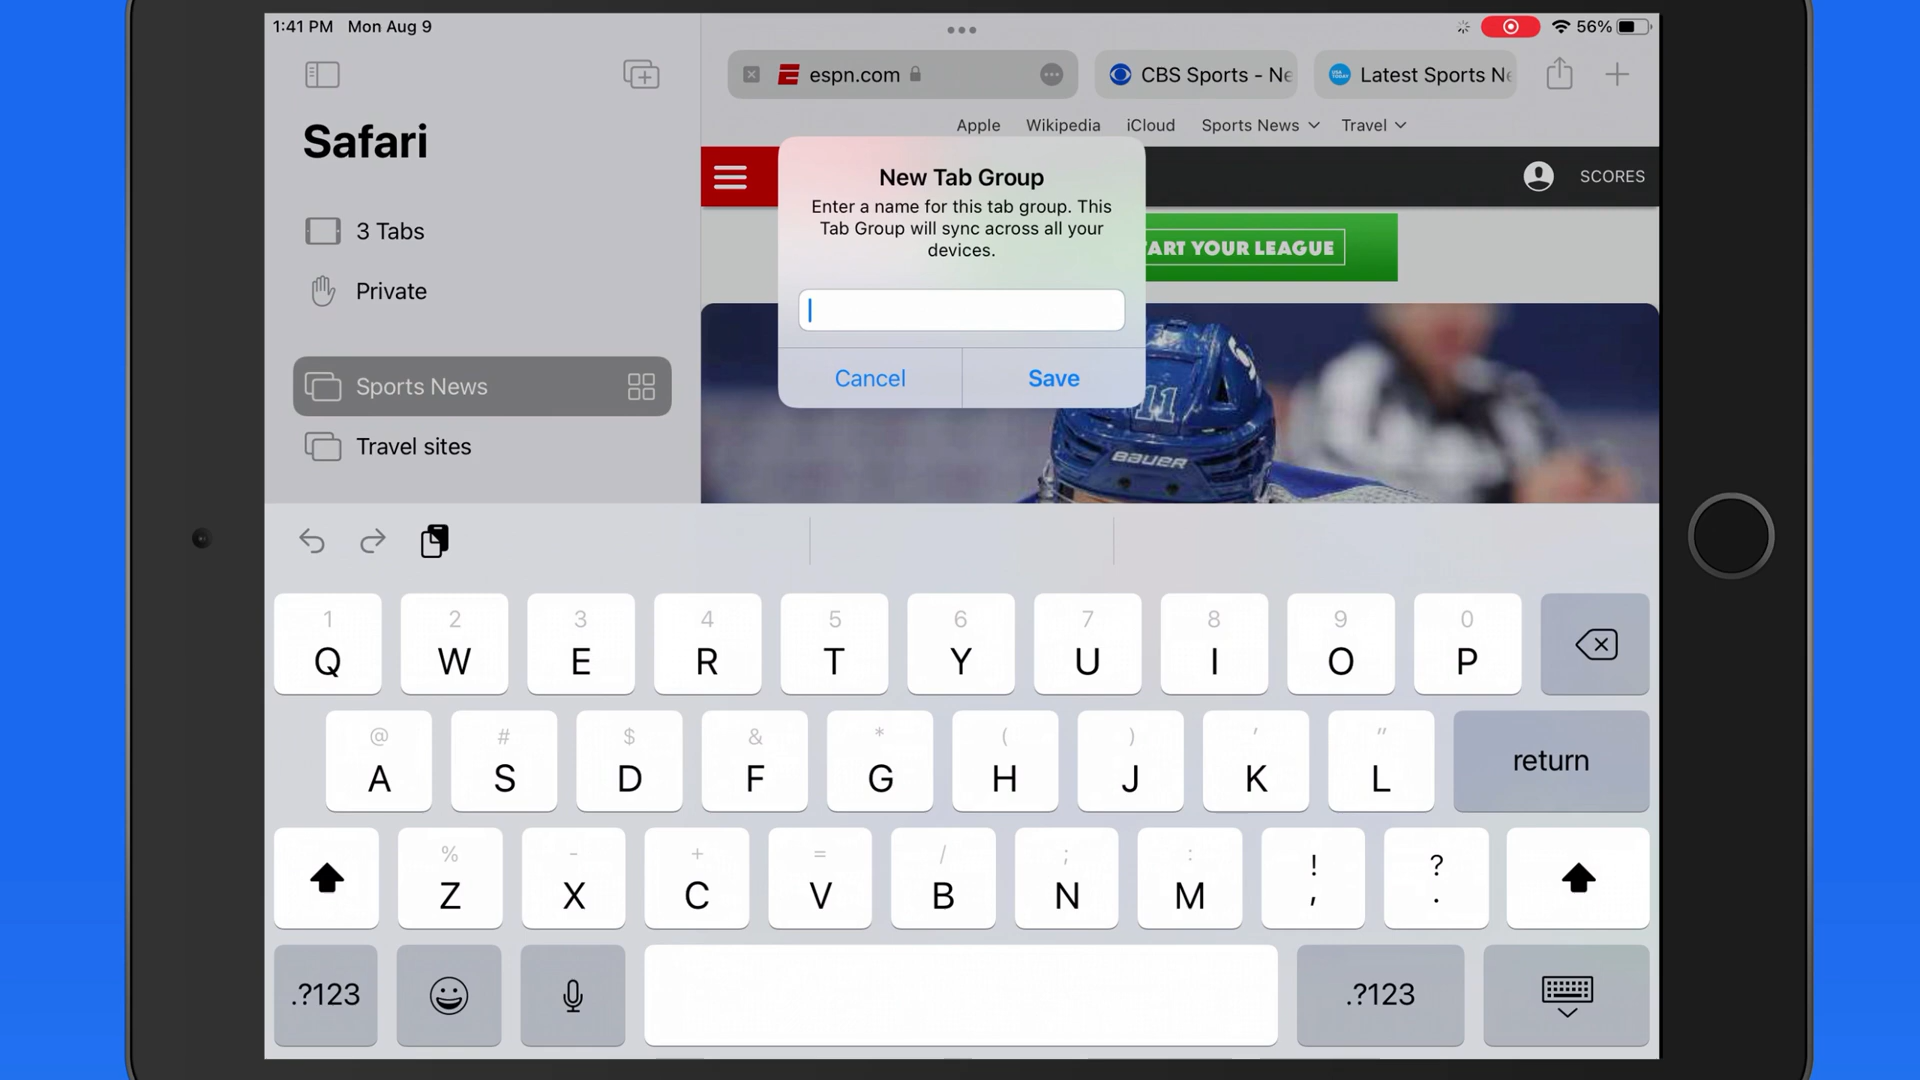 1:41 PM Mon Aug 9
56%
espn.com
CBS Sports - Ne
Latest Sports Ne
Safari
Apple Wikipedia iCloud Sports News Travel
SCORES
3 Tabs
Private
Sports News
Travel sites
New Tab Group
Enter a name for this tab group. This
Tab Group will sync across all your
devices.
Cancel Save
ART YOUR LEAGUE
11
BAUER
1 2 3 4 5 6 7 8 9 0
Q W E R T Y U I O P
@ # $ & * ( ) ' "
A S D F G H J K L return
% - + = / ; : ! ?
Z X C V B N M , .
.?123 .?123